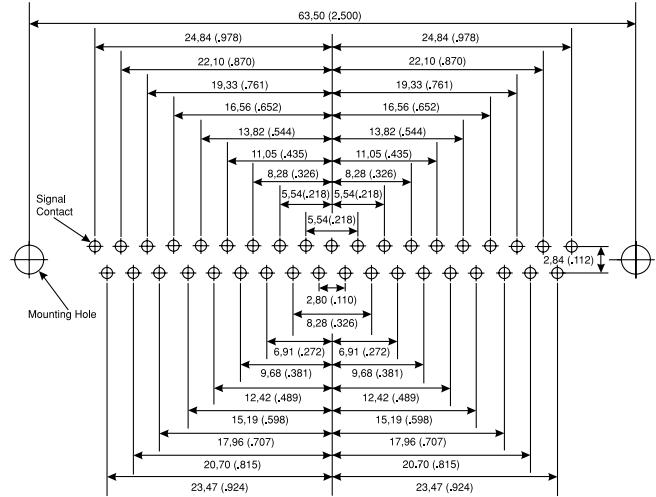 63,50 (2.500)
24,84 (.978) 24,84 (.978)
22,10 (.870) 22,10 (.870)
19,33 (.761) 19,33 (.761)
16,56 (.652) 16,56 (.652)
13,82 (.544) 13,82 (.544)
11,05 (.435) 11,05 (.435)
8,28 (.326) 8,28 (.326)
5,54(.218) 5,54(.218)
Signal
Contact
5,54(.218)
2,84 (.112)
2,80 (.110)
Mounting Hole
8,28 (.326)
6,91 (.272) 6,91 (.272)
9,68 (.381) 9,68 (.381)
12,42 (.489) 12,42 (.489)
15,19 (.598) 15,19 (.598)
17,96 (.707) 17,96 (.707)
20,70 (.815) 20.70 (.815)
23,47 (.924) 23,47 (.924)